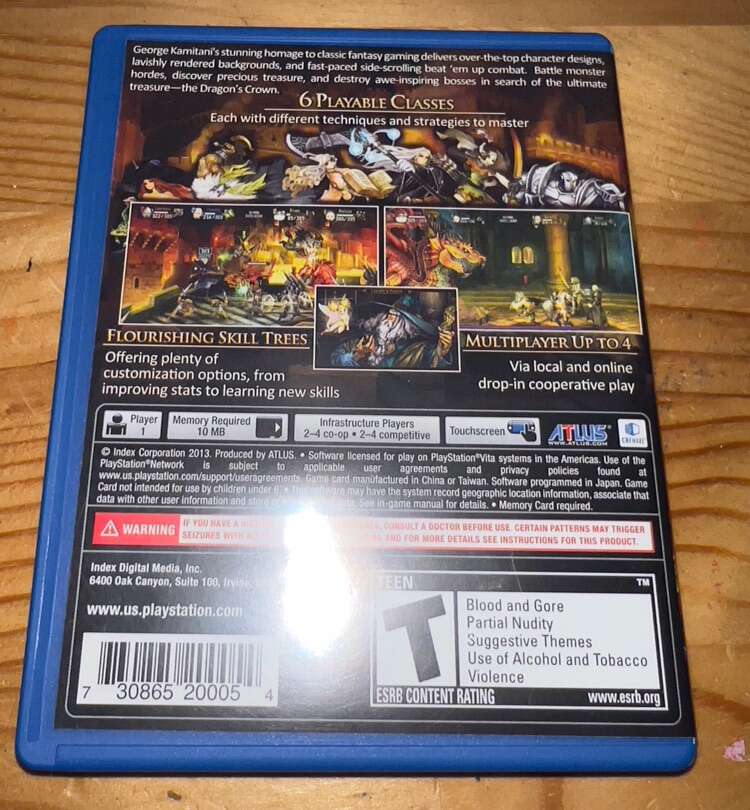 George Kamitani's stunning homage to classic fantasy gaming delivers over-the-top character designs,
lavishly rendered backgrounds, and fast-paced side-scrolling beat 'em up combat. Battle monster
hordes, discover precious treasure, and destroy awe-inspiring bosses in search of the ultimate
treasure—the Dragon's Crown.
6 Playable Classes
Each with different techniques and strategies to master
Flourishing Skill Trees
Offering plenty of
customization options, from
improving stats to learning new skills
Multiplayer Up to 4
Via local and online
drop-in cooperative play
Player
1
Memory Required
10 MB
Infrastructure Players
2–4 co-op • 2–4 competitive
Touchscreen
ATLUS®
WWW.ATLUS.COM
© Index Corporation 2013. Produced by ATLUS. • Software licensed for play on PlayStation®Vita systems in the Americas. Use of the
PlayStation®Network is subject to applicable user agreements and privacy policies found at
www.us.playstation.com/support/useragreements. Game card manufactured in China or Taiwan. Software programmed in Japan. Game
Card not intended for use by children under 6. • This software may have the system record geographic location information, associate that
data with other user information and store See in-game manual for details. • Memory Card required.
WARNING
IF YOU HAVE A CONSULT A DOCTOR BEFORE USE. CERTAIN PATTERNS MAY TRIGGER
SEIZURES WITH AND FOR MORE DETAILS SEE INSTRUCTIONS FOR THIS PRODUCT.
Index Digital Media, Inc.
6400 Oak Canyon, Suite 100, Irvine,
www.us.playstation.com
7 30865 20005 4
TEEN
TM
T
Blood and Gore
Partial Nudity
Suggestive Themes
Use of Alcohol and Tobacco
Violence
ESRB CONTENT RATING
www.esrb.org